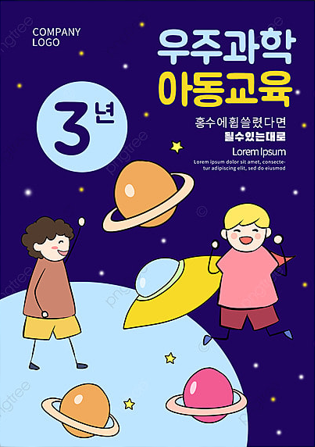 COMPANY
LOGO
우주과학
아동교육
3년
홍수에휩쓸렸다면
될수있는대로
Lorem Ipsum
Lorem ipsum dolor sit amet, consecte-
tur adipiscing elit, sed do eiusmod